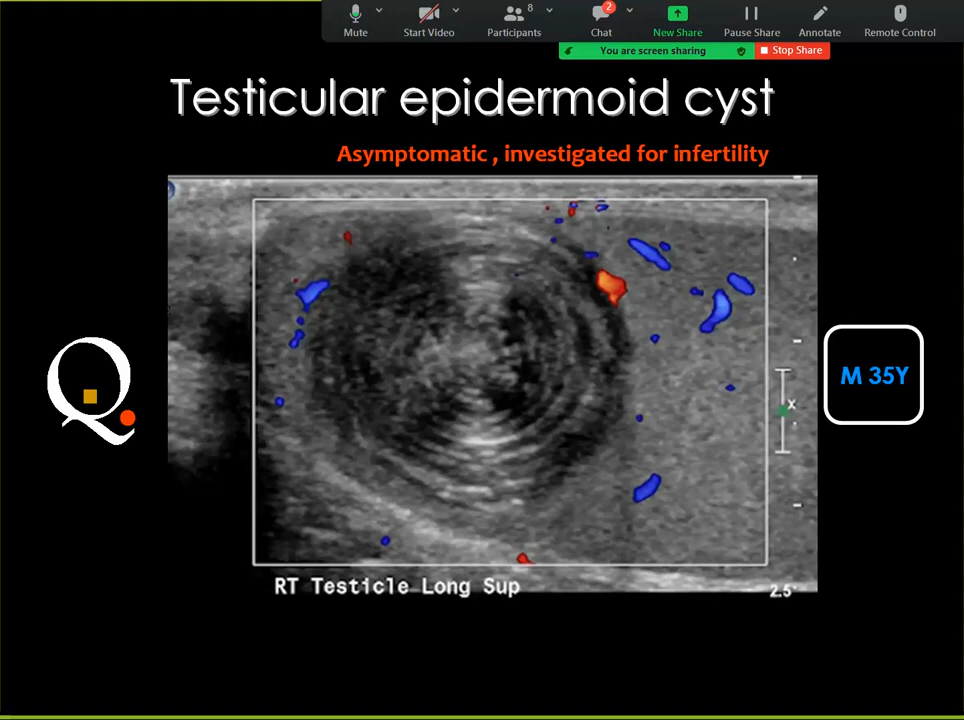 8
2
Mute
Start Video
Participants
Chat
New Share
Pause Share
Annotate
Remote Control
You are screen sharing
Stop Share
Testicular epidermoid cyst
Asymptomatic , investigated for infertility
Q
M 35Y
x
RT Testicle Long Sup
2.5